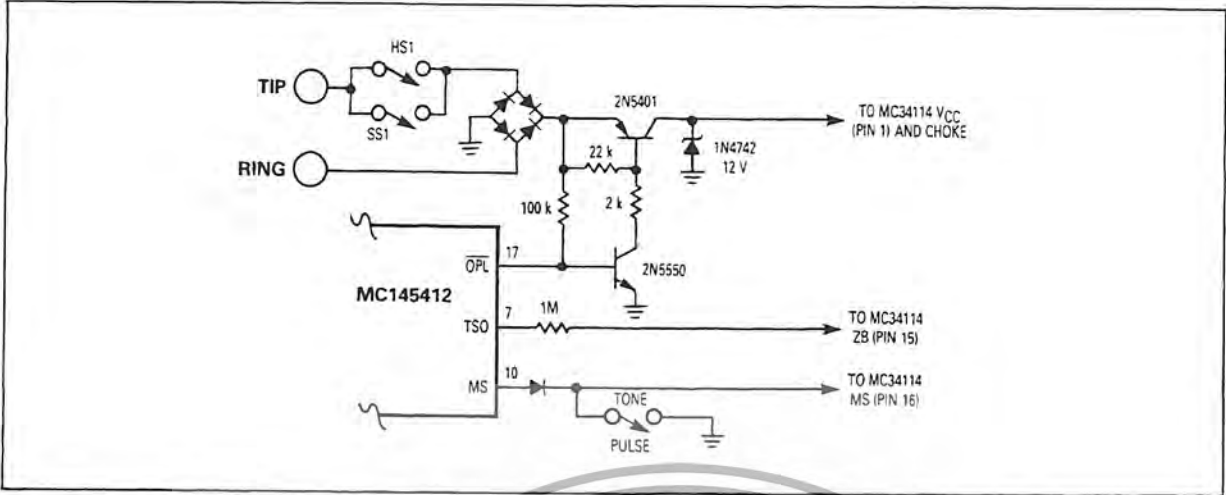 HS1
TIP
SS1
RING
2N5401
TO MC34114 VCC
(PIN 1) AND CHOKE
1N4742
12 V
22 k
100 k
2 k
17
OPL
2N5550
MC145412
7
TSO
1M
TO MC34114
ZB (PIN 15)
10
MS
TO MC34114
MS (PIN 16)
TONE
PULSE